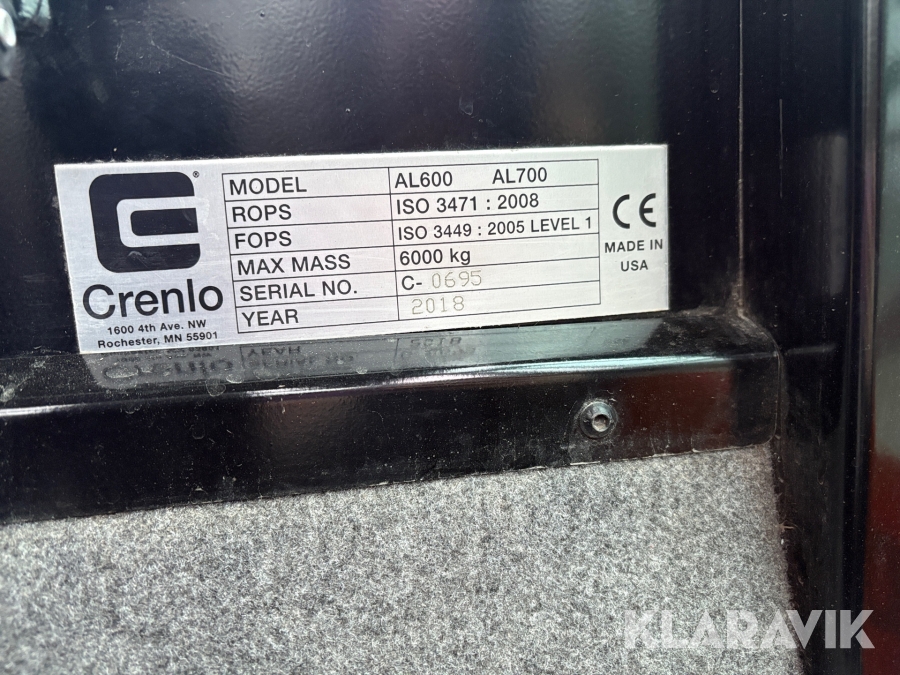 MODEL AL600 AL700
ROPS ISO 3471 : 2008
FOPS ISO 3449 : 2005 LEVEL 1
MAX MASS 6000 kg
SERIAL NO. C- 0695
YEAR 2018
®
Crenlo
1600 4th Ave. NW
Rochester, MN 55901
CE
MADE IN
USA
KLARAVIK